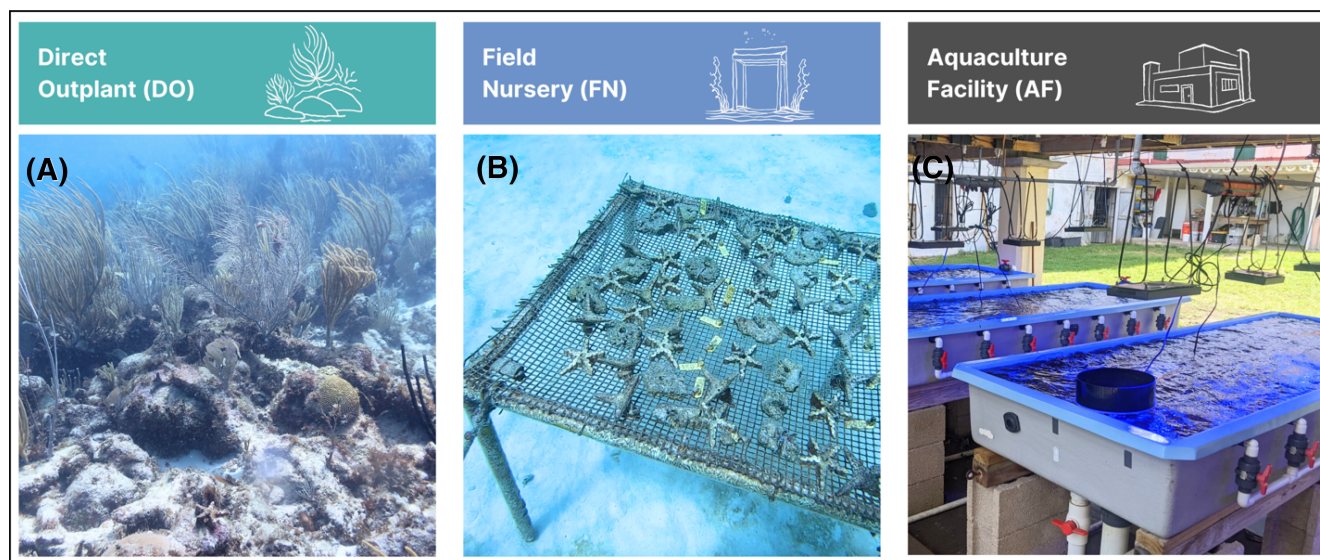 Direct
Outplant (DO)
Field
Nursery (FN)
Aquaculture
Facility (AF)
(A)
(B)
(C)